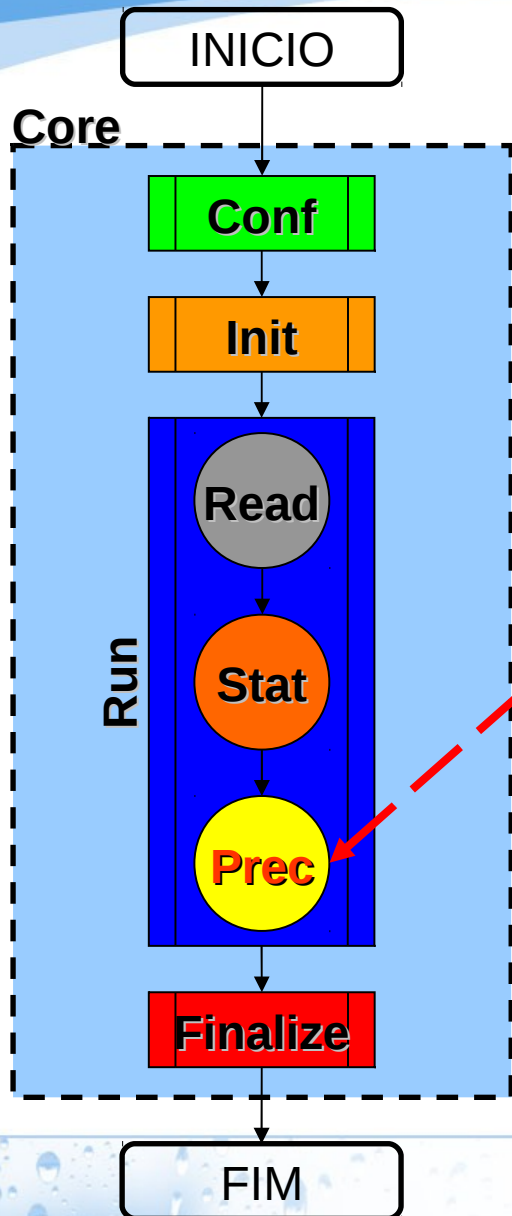 INICIO
Core
Conf
Init
Read
Run
Stat
Prec
Finalize
FIM